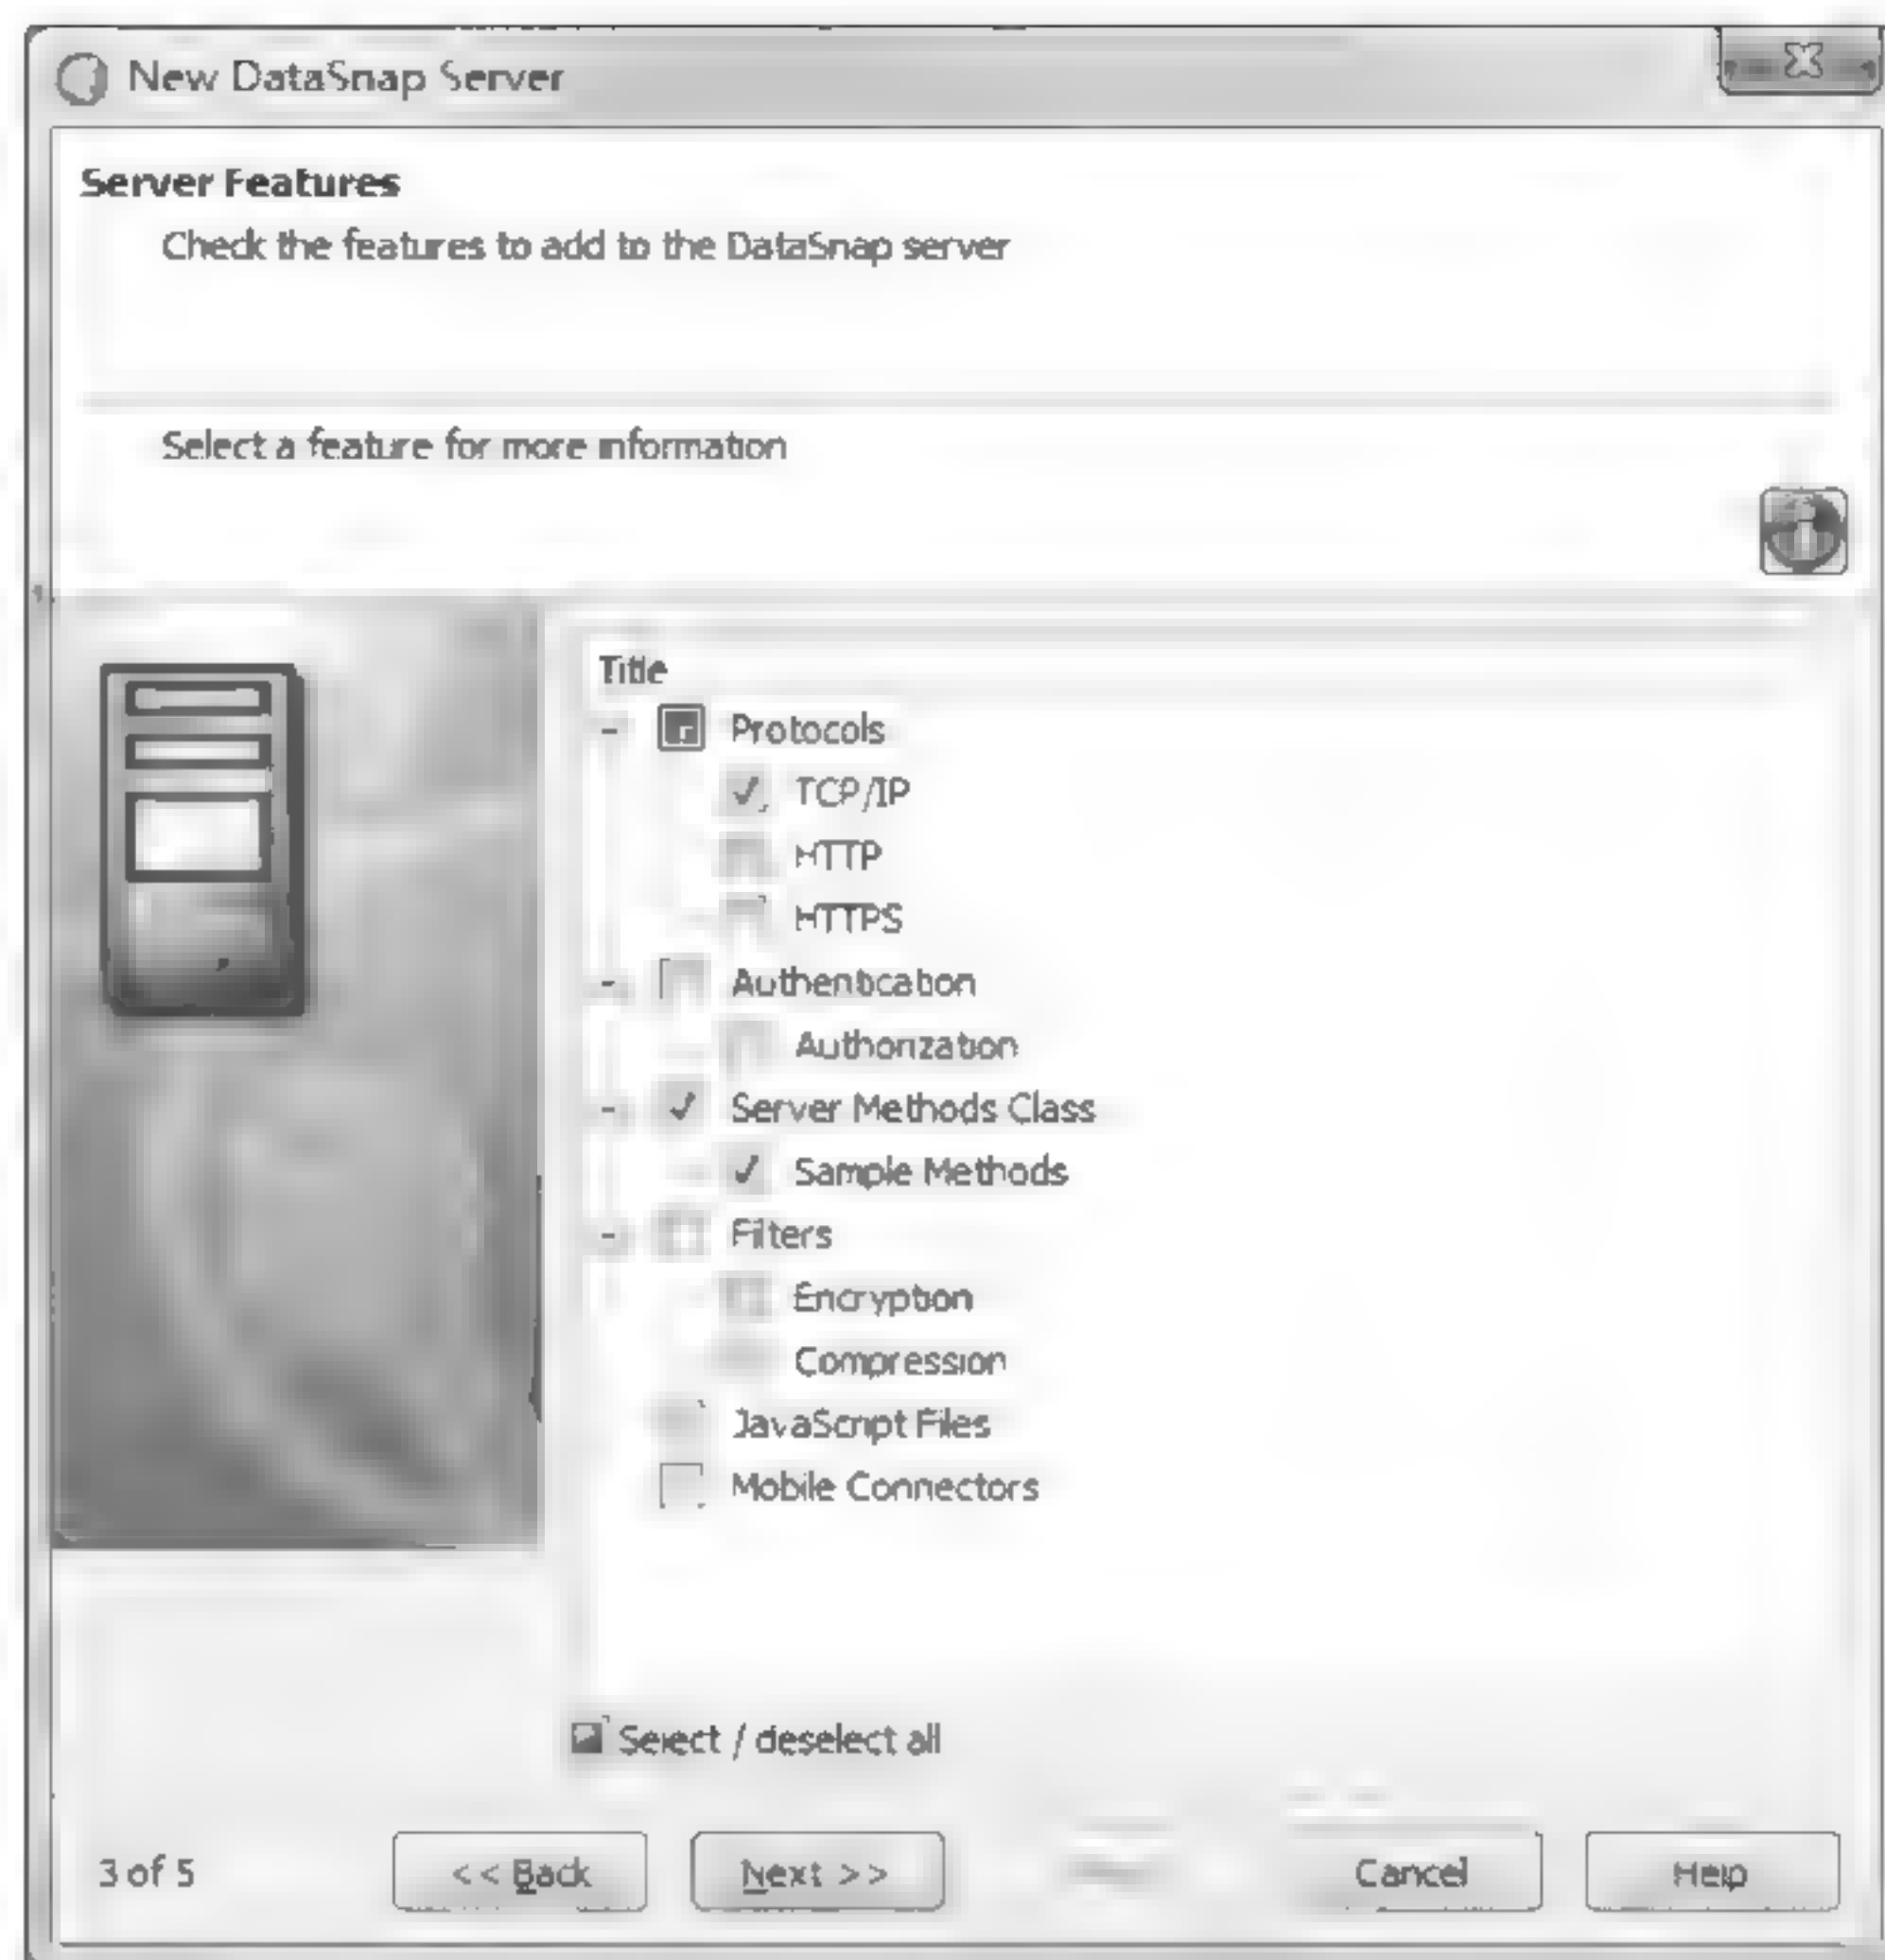 New DataSnap Server
Server Features
Check the features to add to the DataSnap server
Select a feature for more information
Title
Protocols
TCP/IP
HTTP
HTTPS
Authentication
Authorization
Server Methods Class
Sample Methods
Filters
Encryption
Compression
JavaScript Files
Mobile Connectors
Select / deselect all
3 of 5
<< Back
Next >>
Cancel
Help